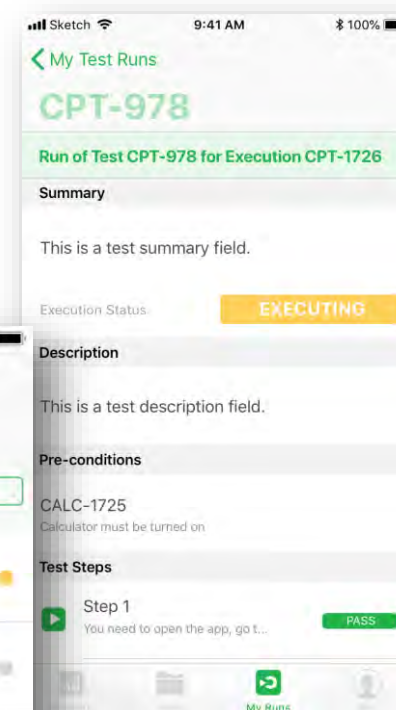 Sketch 9:41 AM 100%
My Test Runs
CPT-978
Run of Test CPT-978 for Execution CPT-1726
Summary
This is a test summary field.
Execution Status EXECUTING
Description
This is a test description field.
Pre-conditions
CALC-1725
Calculator must be turned on
Test Steps
Step 1
You need to open the app, go t... PASS
My Runs